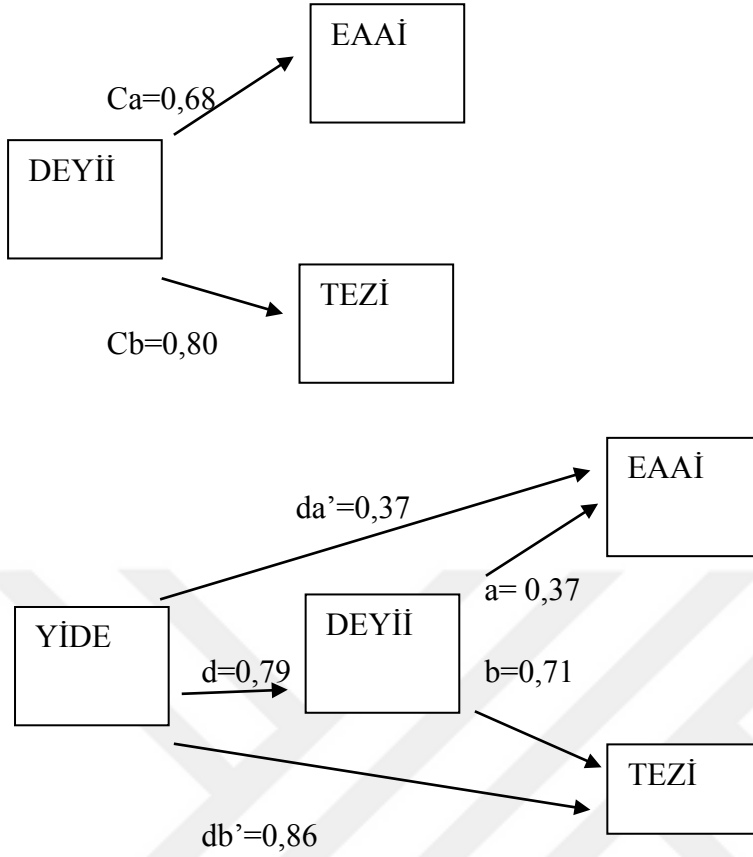 EAAİ
Ca=0,68
DEYİİ
TEZİ
Cb=0,80
EAAİ
da’=0,37
a= 0,37
DEYİİ
YİDE
d=0,79
b=0,71
TEZİ
db’=0,86